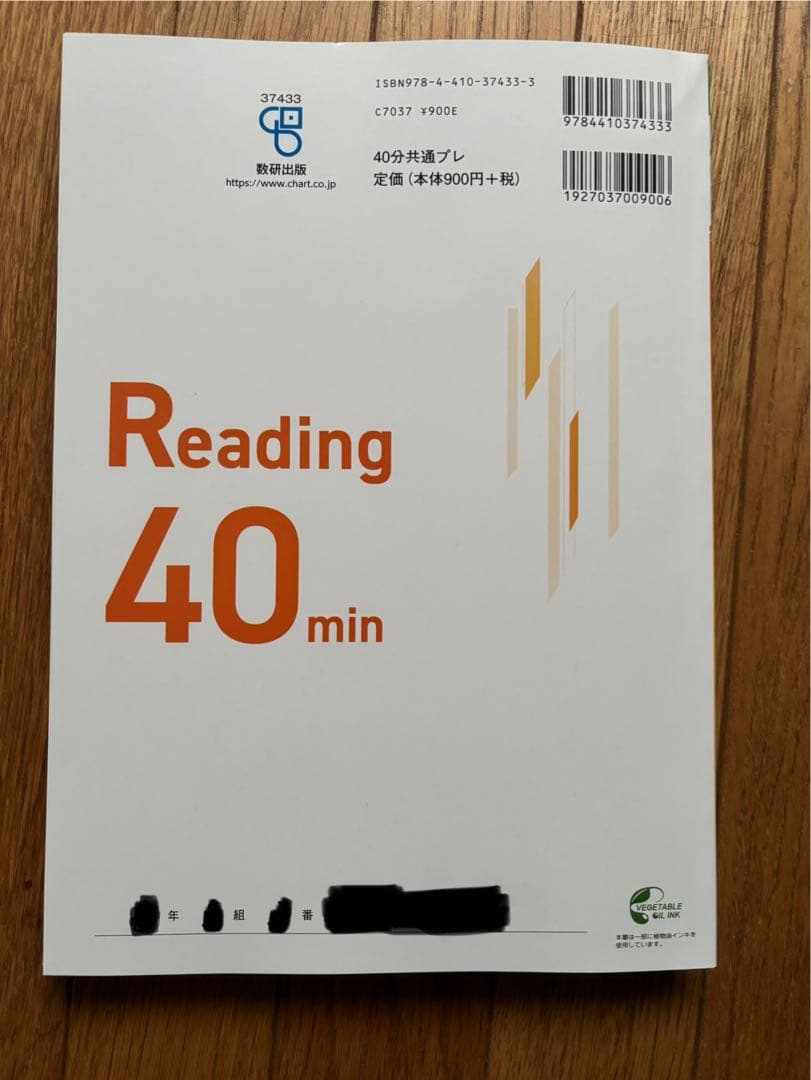 ISBN978-4-410-37433-3
C7037 ¥900E
9784410374333
37433
数研出版
https://www.chart.co.jp
40分共通プレ
定価(本体900円+税)
1927037009006
Reading
40min
年 組 番
VEGETABLE
OIL INK
本書は一部に植物油インキを
使用しています。